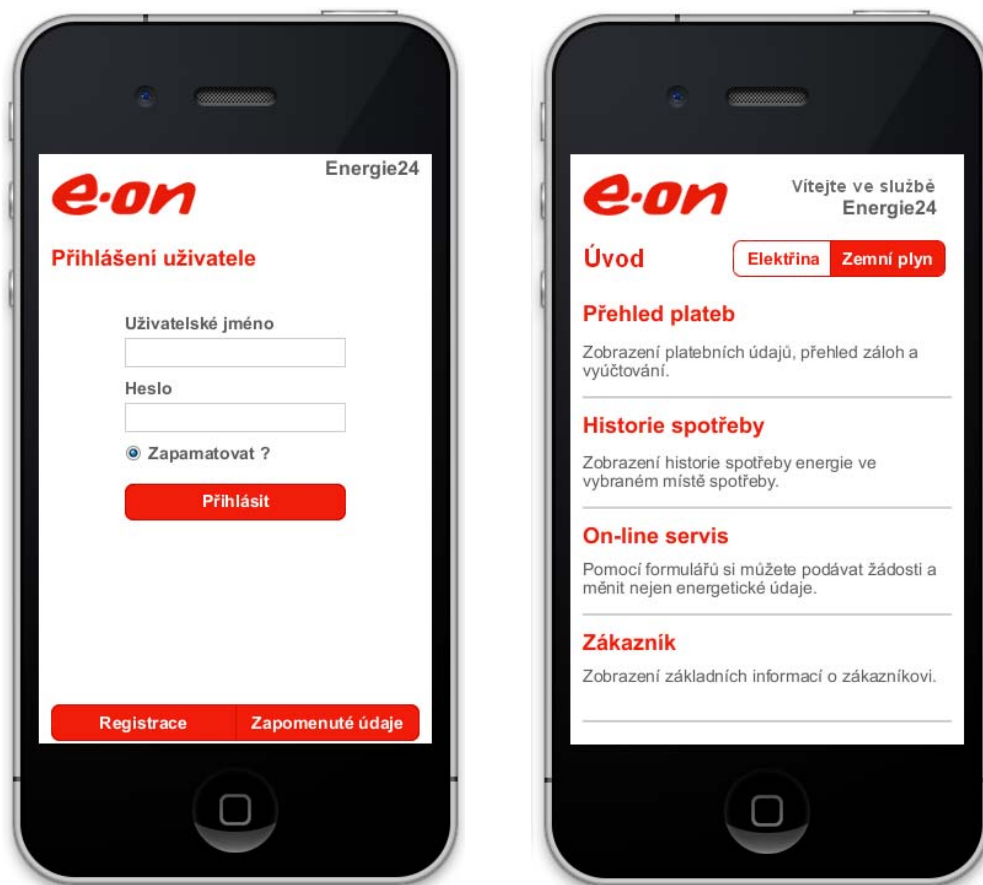 Energie24
e·on
Přihlášení uživatele
Uživatelské jméno
Heslo
Zapamatovat ?
Přihlásit
Registrace Zapomenuté údaje
e·on
Vítejte ve službě
Energie24
Úvod
Elektřina Zemní plyn
Přehled plateb
Zobrazení platebních údajů, přehled záloh a
vyúčtování.
Historie spotřeby
Zobrazení historie spotřeby energie ve
vybraném místě spotřeby.
On-line servis
Pomocí formulářů si můžete podávat žádosti a
měnit nejen energetické údaje.
Zákazník
Zobrazení základních informací o zákazníkovi.